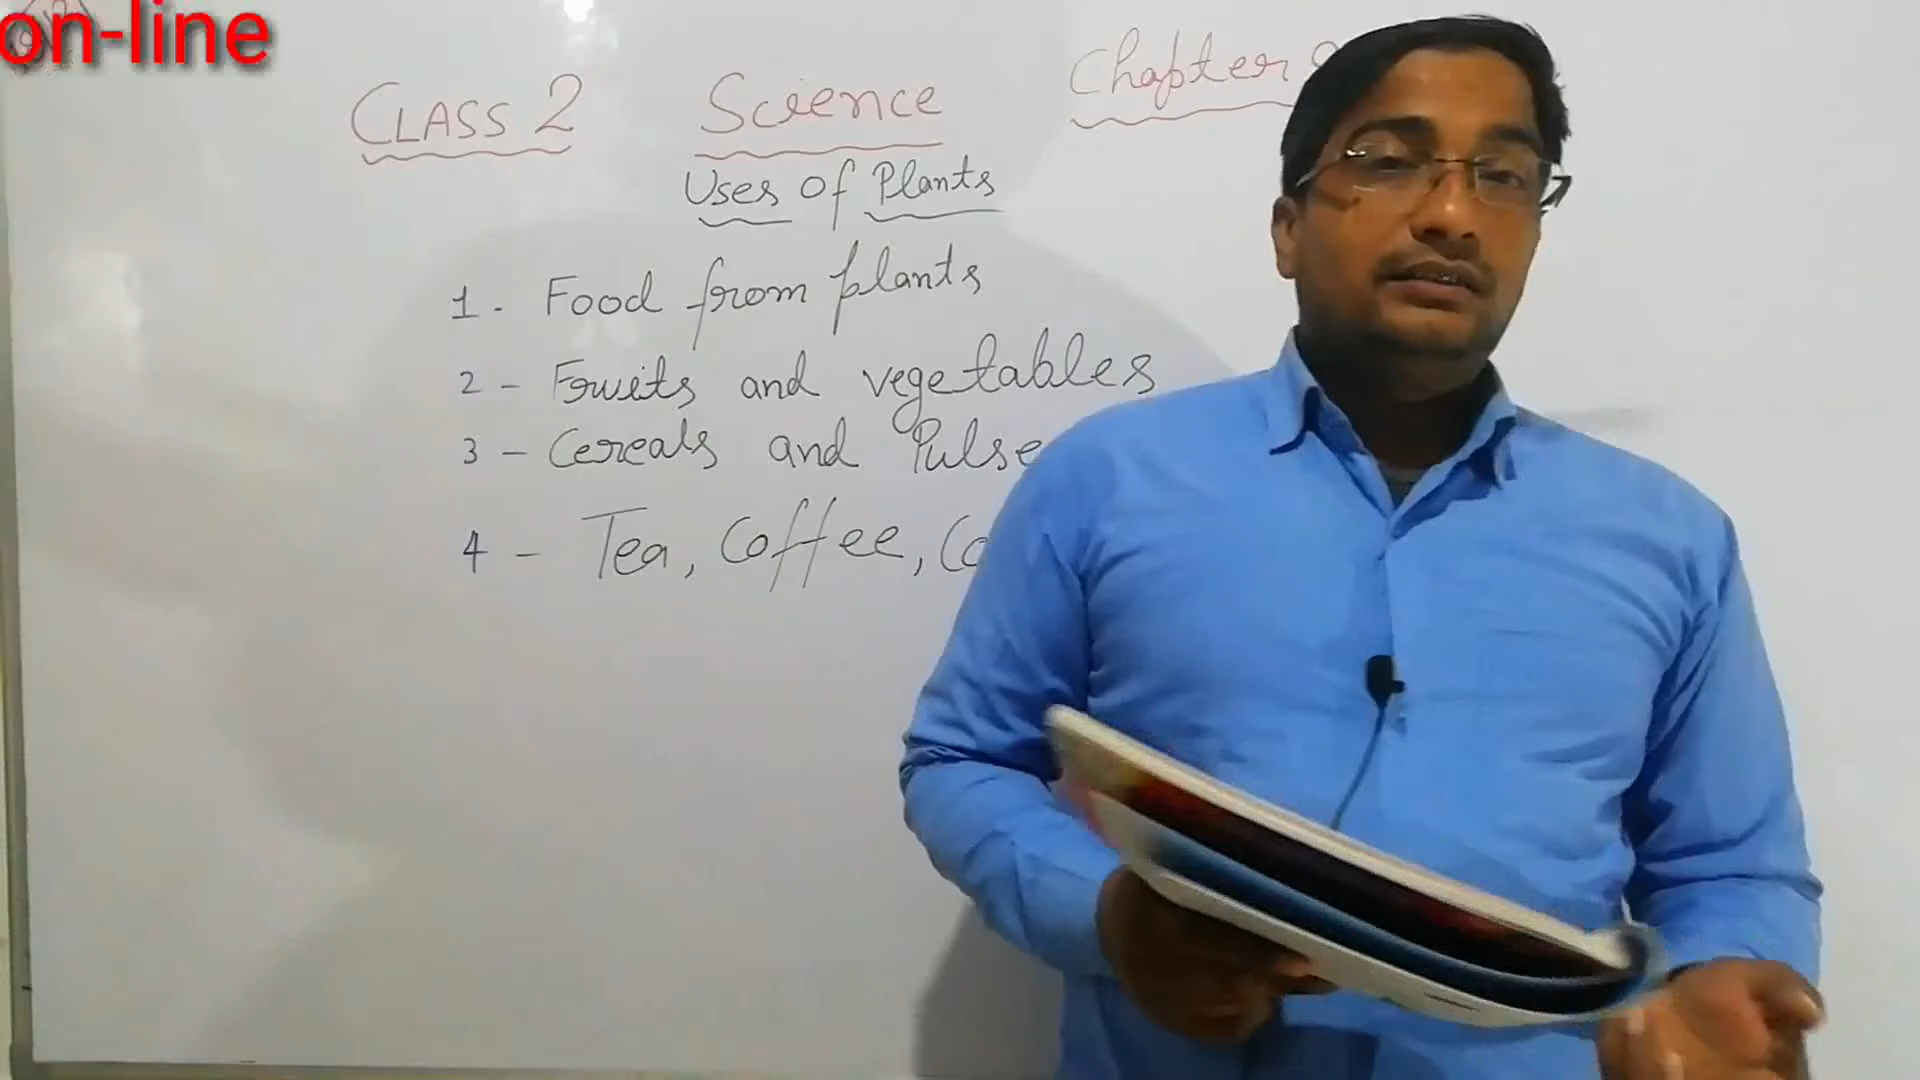 on-line
CLASS 2 Science Chapter
Uses of Plants
1. Food from plants
2 - Fruits and vegetables
3 - Cereals and Pulse
4 - Tea, Coffee,